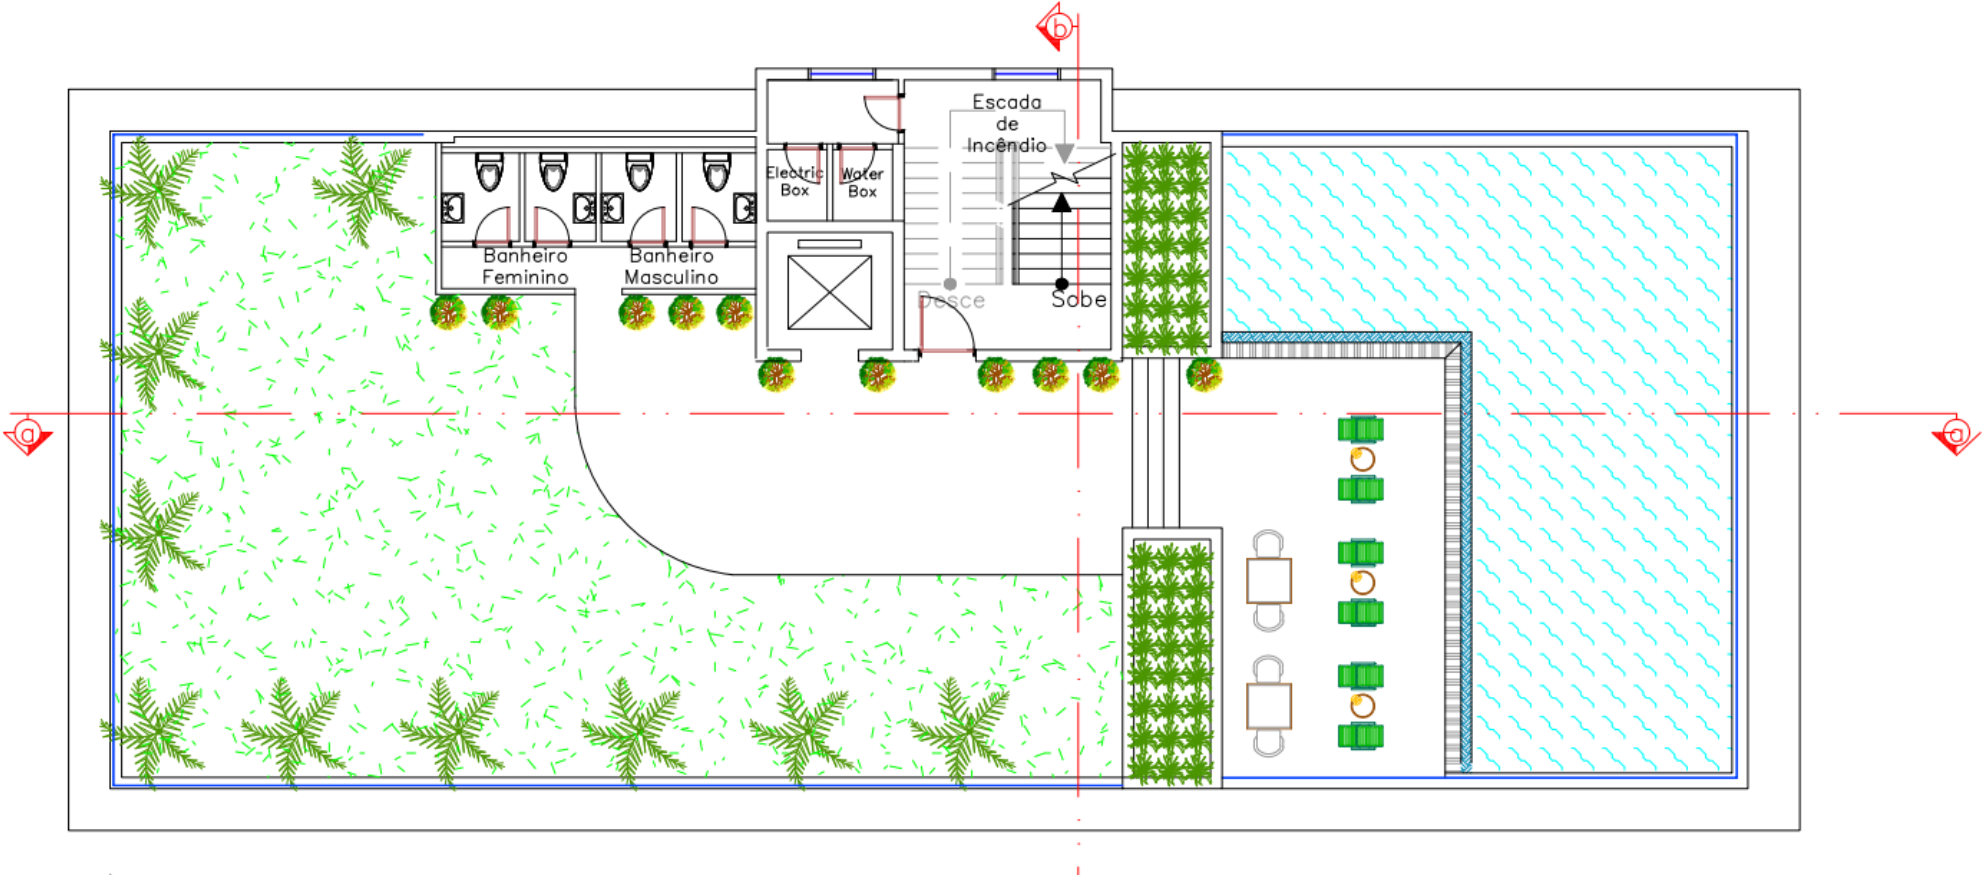 b
Escada
de
Incêndio
Electric
Box
Water
Box
Banheiro
Feminino
Banheiro
Masculino
Desce
Sobe
a
a